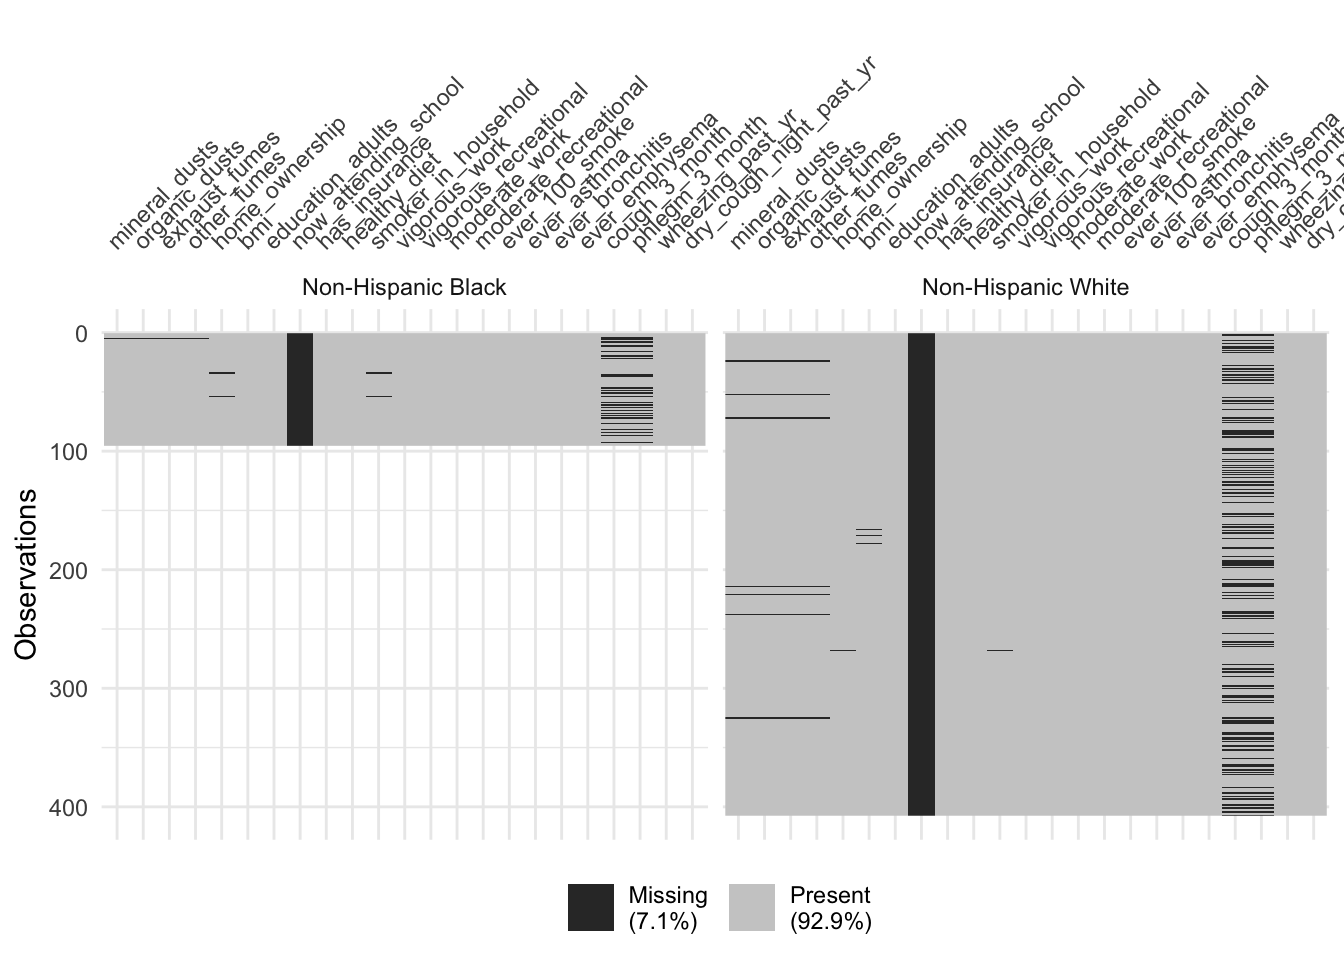 mineral_dusts
organic_dusts
exhaust_fumes
other_fumes
home_ownership
bmi
education_adults
now_attending_school
has_insurance
healthy_diet
smoker_in_household
vigorous_work
vigorous_recreational
moderate_work
moderate_recreational
ever_100_smoke
ever_asthma
ever_bronchitis
ever_emphysema
cough_3_month
phlegm_3_month
wheezing_past_yr
dry_cough_night_past_yr
mineral_dusts
organic_dusts
exhaust_fumes
other_fumes
home_ownership
bmi
education_adults
now_attending_school
has_insurance
healthy_diet
smoker_in_household
vigorous_work
vigorous_recreational
moderate_work
moderate_recreational
ever_100_smoke
ever_asthma
ever_bronchitis
ever_emphysema
cough_3_month
phlegm_3_mon
wheezing
dry_
Non-Hispanic Black
Non-Hispanic White
0
100
200
300
400
Observations
Missing
(7.1%)
Present
(92.9%)